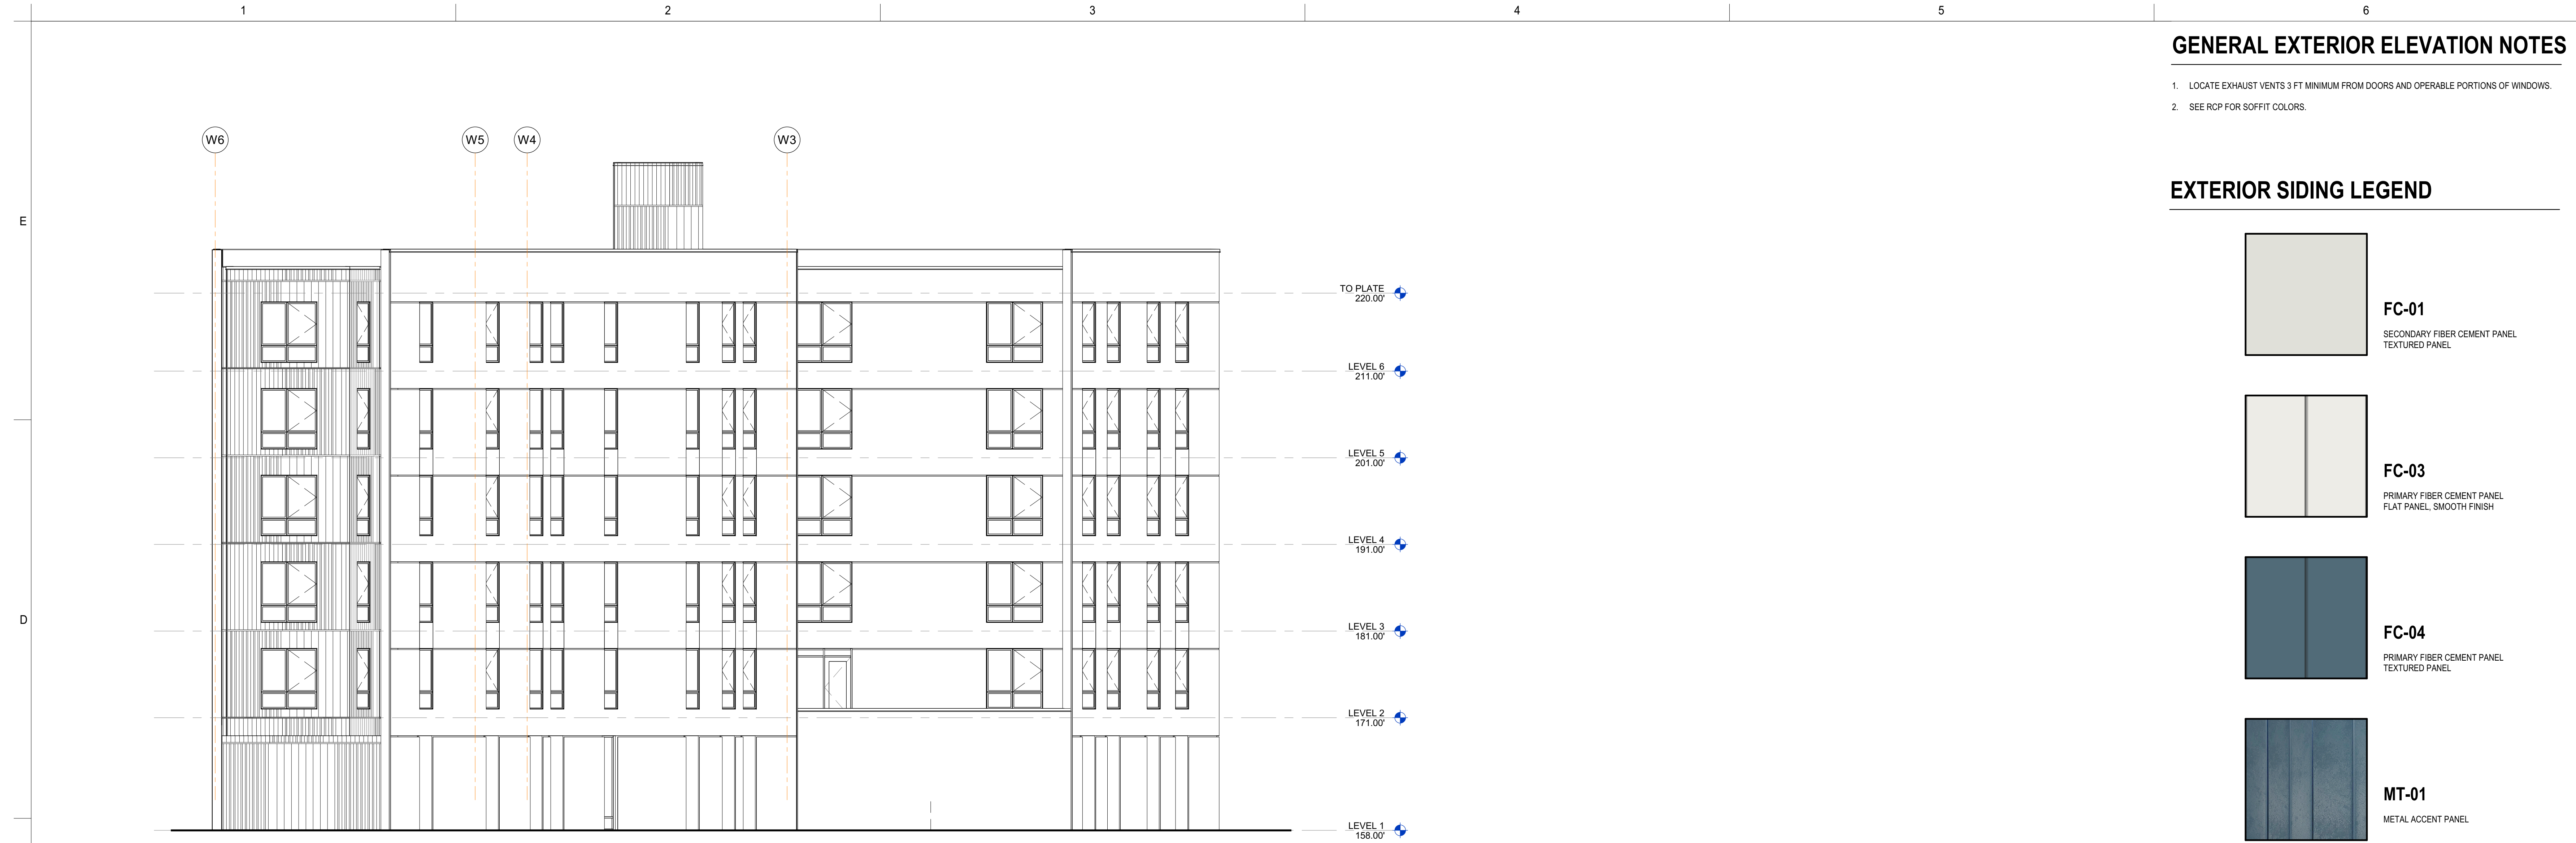 1 2 3 4 5 6
GENERAL EXTERIOR ELEVATION NOTES
1. LOCATE EXHAUST VENTS 3 FT MINIMUM FROM DOORS AND OPERABLE PORTIONS OF WINDOWS.
2. SEE RCP FOR SOFFIT COLORS.
W6 W5 W4 W3
EXTERIOR SIDING LEGEND
E
TO PLATE
220.00'
FC-01
SECONDARY FIBER CEMENT PANEL
TEXTURED PANEL
LEVEL 6
211.00'
LEVEL 5
201.00'
FC-03
PRIMARY FIBER CEMENT PANEL
FLAT PANEL, SMOOTH FINISH
LEVEL 4
191.00'
D
LEVEL 3
181.00'
FC-04
PRIMARY FIBER CEMENT PANEL
TEXTURED PANEL
LEVEL 2
171.00'
MT-01
METAL ACCENT PANEL
LEVEL 1
158.00'